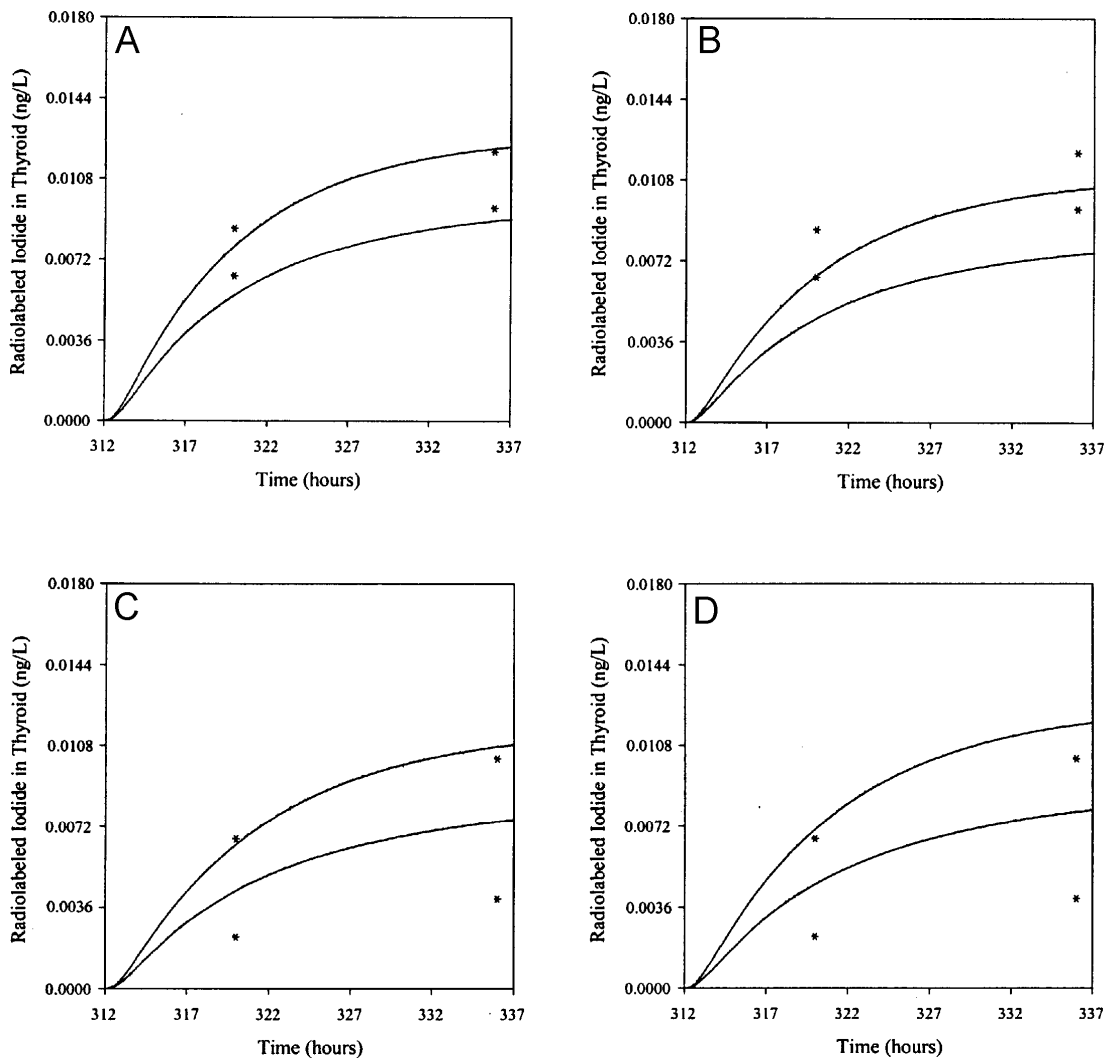 A
Radiolabeled Iodide in Thyroid (ng/L)
0.0180
0.0144
0.0108
0.0072
0.0036
0.0000
312 317 322 327 332 337
Time (hours)
B
Radiolabeled Iodide in Thyroid (ng/L)
0.0180
0.0144
0.0108
0.0072
0.0036
0.0000
312 317 322 327 332 337
Time (hours)
C
Radiolabeled Iodide in Thyroid (ng/L)
0.0180
0.0144
0.0108
0.0072
0.0036
0.0000
312 317 322 327 332 337
Time (hours)
D
Radiolabeled Iodide in Thyroid (ng/L)
0.0180
0.0144
0.0108
0.0072
0.0036
0.0000
312 317 322 327 332 337
Time (hours)